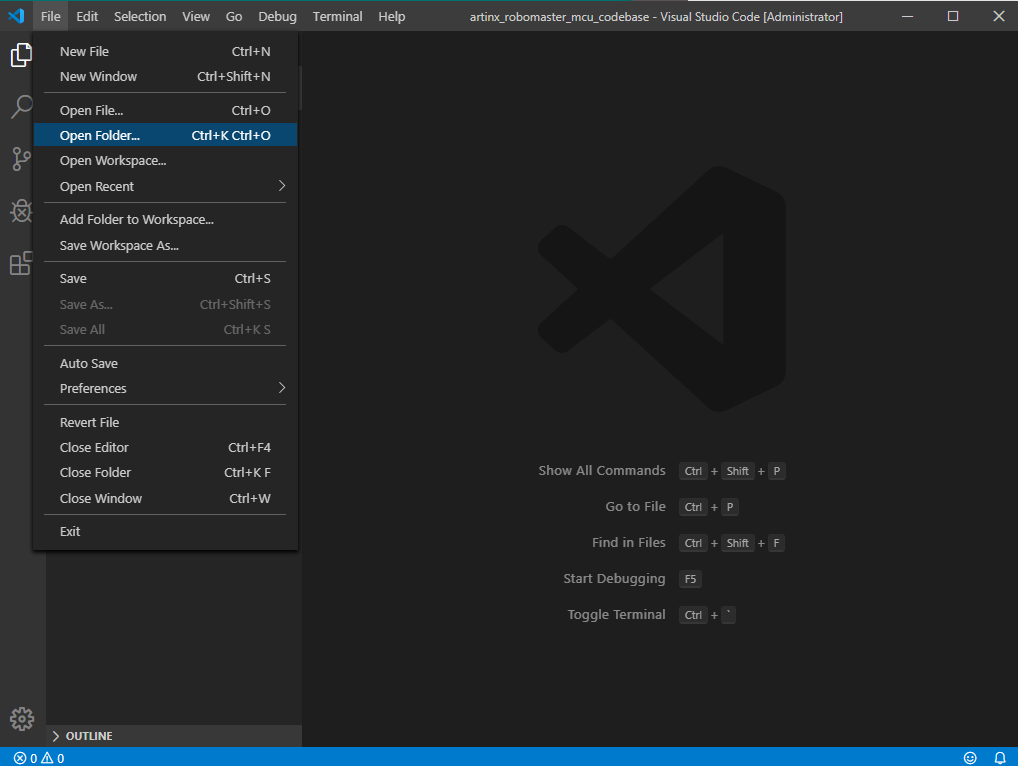 File Edit Selection View Go Debug Terminal Help artinx_robomaster_mcu_codebase - Visual Studio Code [Administrator]
New File Ctrl+N
New Window Ctrl+Shift+N
Open File... Ctrl+O
Open Folder... Ctrl+K Ctrl+O
Open Workspace...
Open Recent
Add Folder to Workspace...
Save Workspace As...
Save Ctrl+S
Save As... Ctrl+Shift+S
Save All Ctrl+K S
Auto Save
Preferences
Revert File
Close Editor Ctrl+F4
Close Folder Ctrl+K F
Close Window Ctrl+W
Exit
Show All Commands Ctrl + Shift + P
Go to File Ctrl + P
Find in Files Ctrl + Shift + F
Start Debugging F5
Toggle Terminal Ctrl + `
OUTLINE
0 0